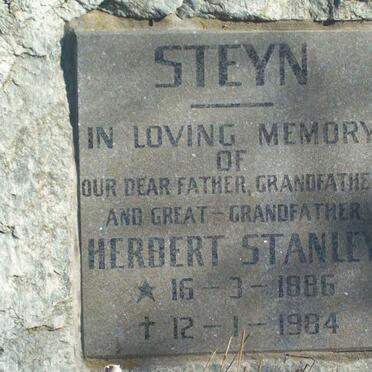 STEYN
IN LOVING MEMORY
OF
OUR DEAR FATHER, GRANDFATHE
AND GREAT-GRANDFATHER
HERBERT STANLEY
★ 16-3-1886
✝ 12-1-1984